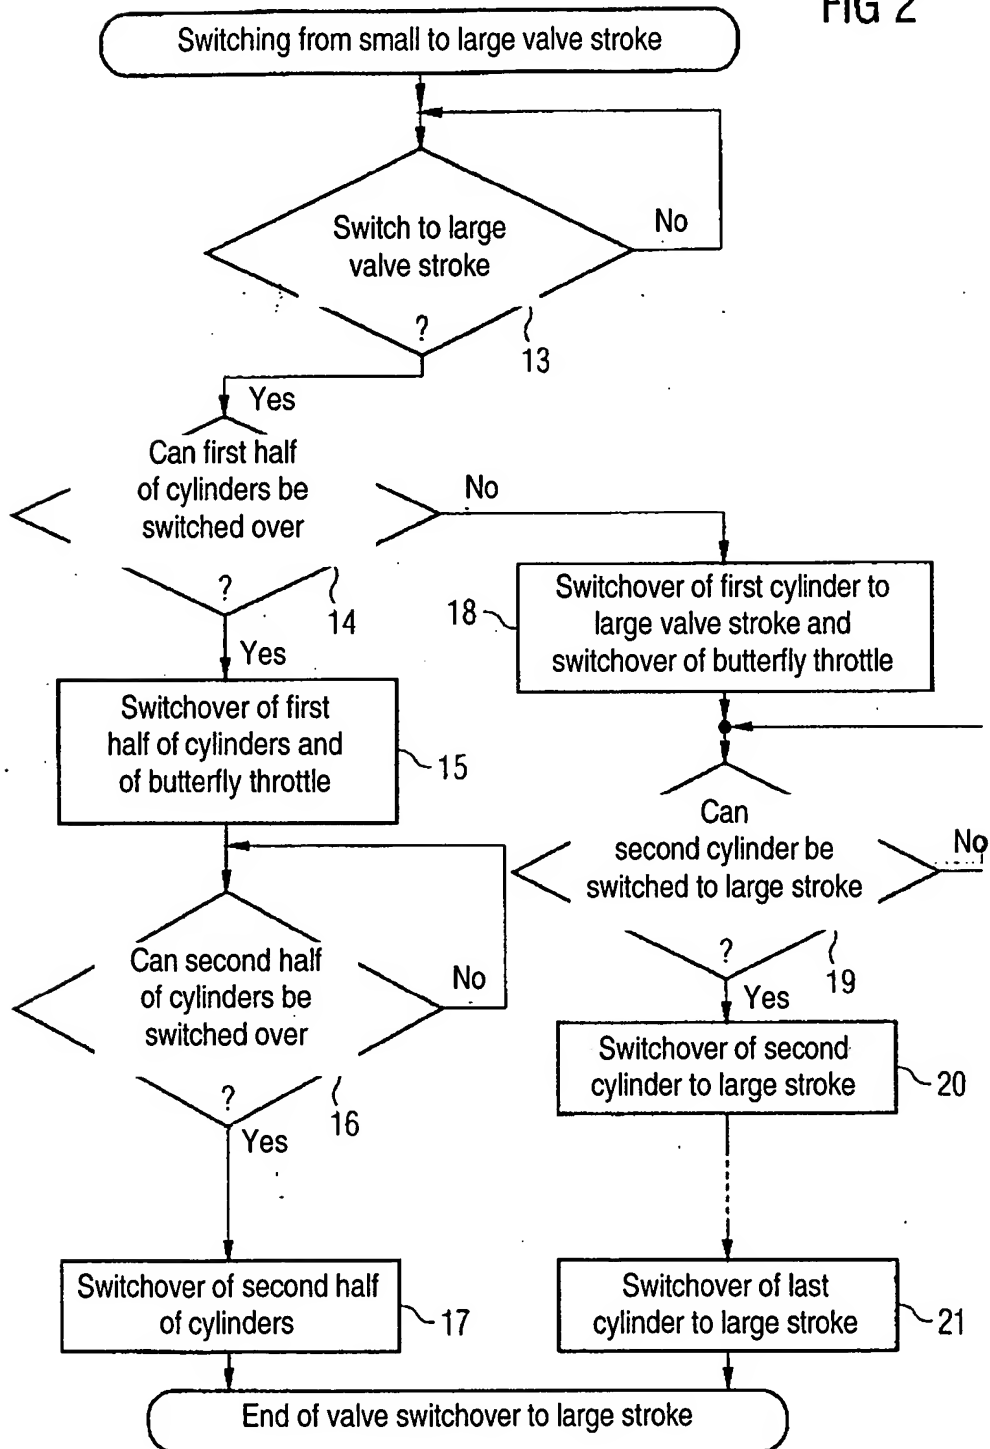 FIG 2
Switching from small to large valve stroke
Switch to large
valve stroke
?
No
13
Yes
Can first half
of cylinders be
switched over
?
No
14
Yes
18
Switchover of first cylinder to
large valve stroke and
switchover of butterfly throttle
Switchover of first
half of cylinders and
of butterfly throttle
15
Can
second cylinder be
switched to large stroke
?
No
19
Yes
Can second half
of cylinders be
switched over
?
No
16
Yes
Switchover of second
cylinder to large stroke
20
Switchover of second half
of cylinders
17
Switchover of last
cylinder to large stroke
21
End of valve switchover to large stroke